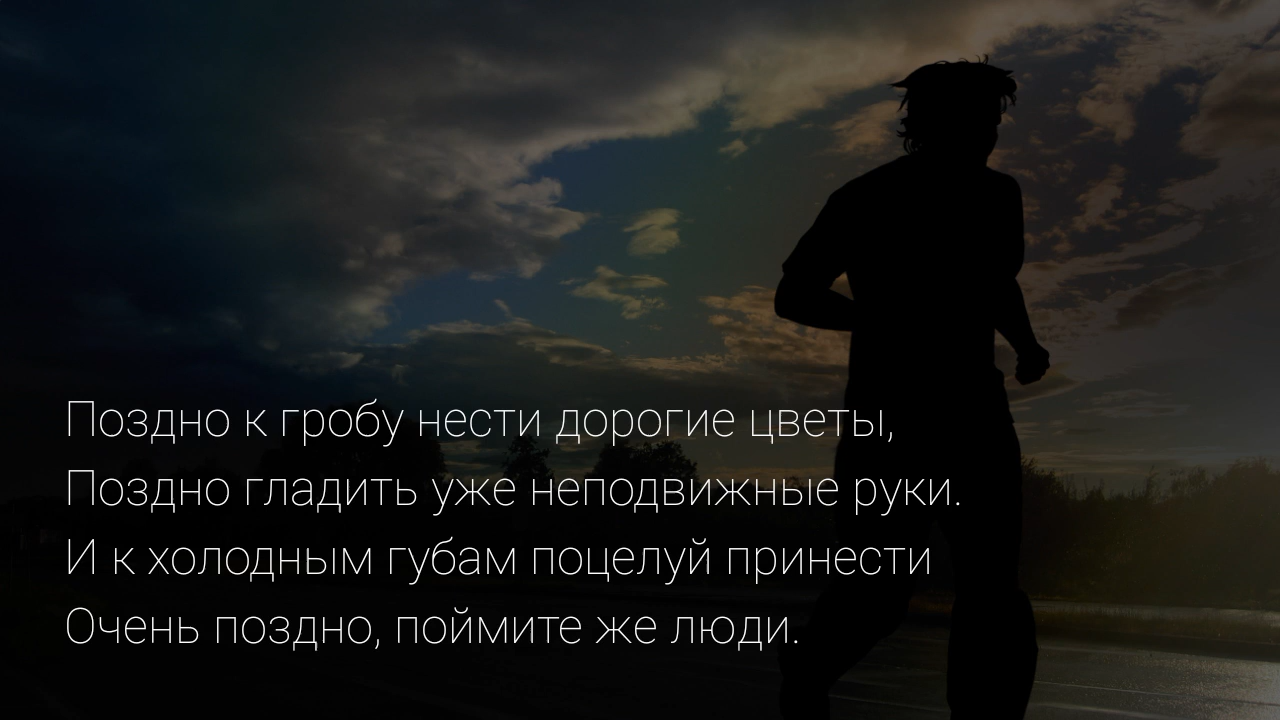 Поздно к гробу нести дорогие цветы,
Поздно гладить уже неподвижные руки.
И к холодным губам поцелуй принести
Очень поздно, поймите же люди.